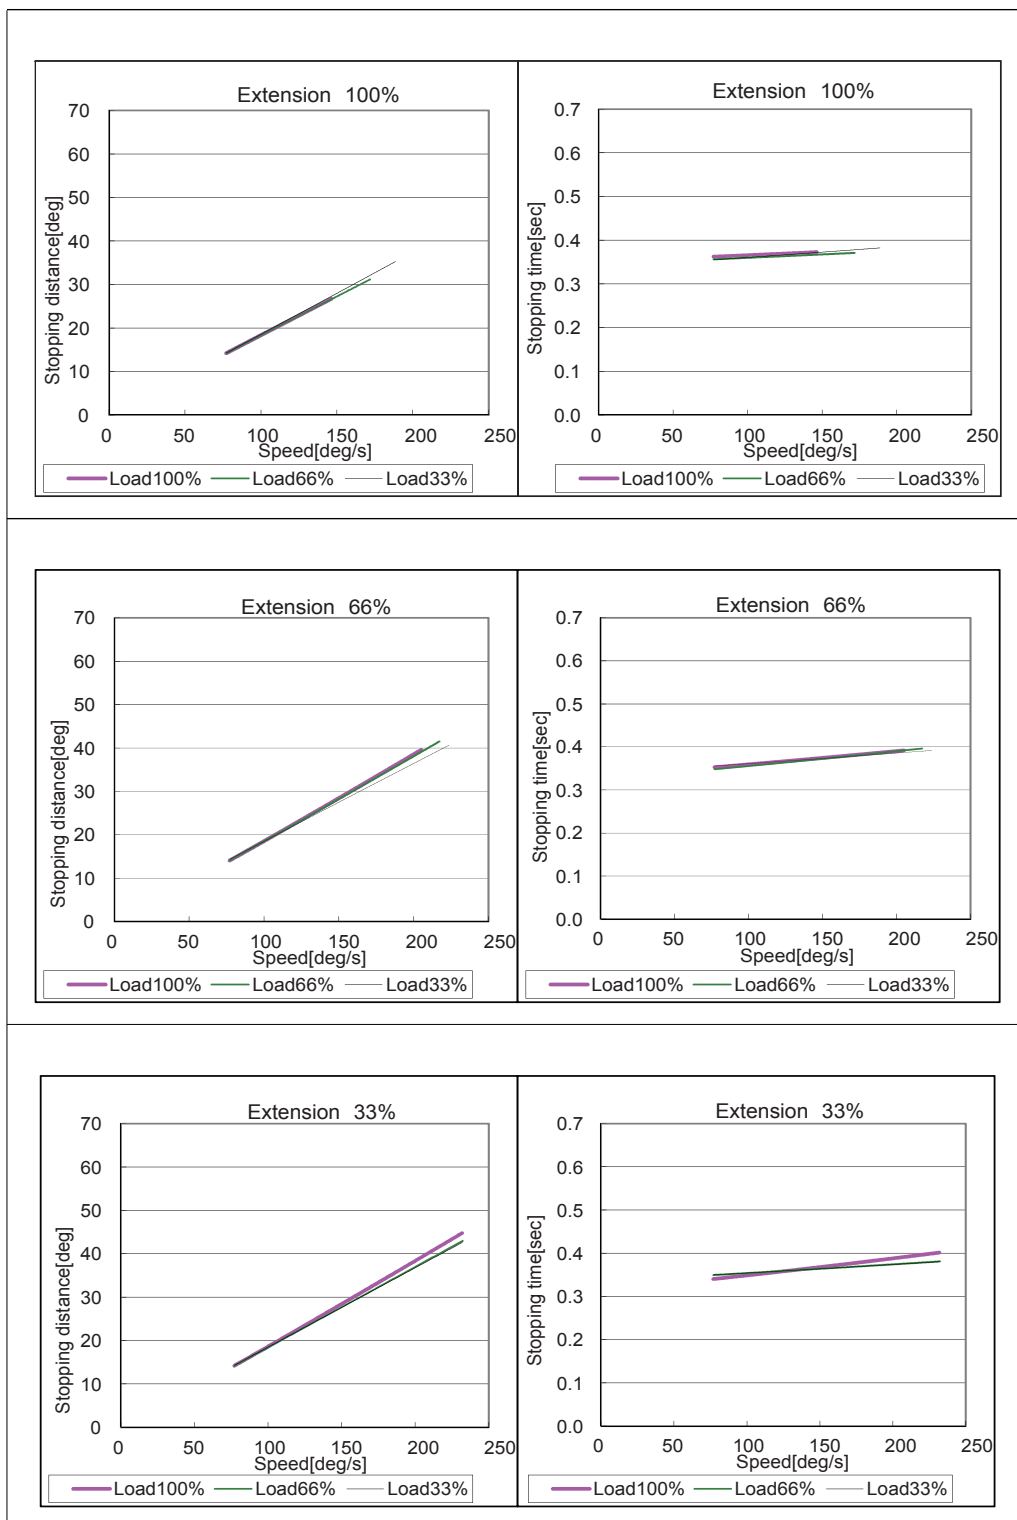 Extension 100%
70
60
50
40
30
20
10
0
Stopping distance[deg]
0 50 100 150 200 250
Speed[deg/s]
Load100% Load66% Load33%
Extension 100%
0.7
0.6
0.5
0.4
0.3
0.2
0.1
0.0
Stopping time[sec]
0 50 100 150 200 250
Speed[deg/s]
Load100% Load66% Load33%
Extension 66%
70
60
50
40
30
20
10
0
Stopping distance[deg]
0 50 100 150 200 250
Speed[deg/s]
Load100% Load66% Load33%
Extension 66%
0.7
0.6
0.5
0.4
0.3
0.2
0.1
0.0
Stopping time[sec]
0 50 100 150 200 250
Speed[deg/s]
Load100% Load66% Load33%
Extension 33%
70
60
50
40
30
20
10
0
Stopping distance[deg]
0 50 100 150 200 250
Speed[deg/s]
Load100% Load66% Load33%
Extension 33%
0.7
0.6
0.5
0.4
0.3
0.2
0.1
0.0
Stopping time[sec]
0 50 100 150 200 250
Speed[deg/s]
Load100% Load66% Load33%